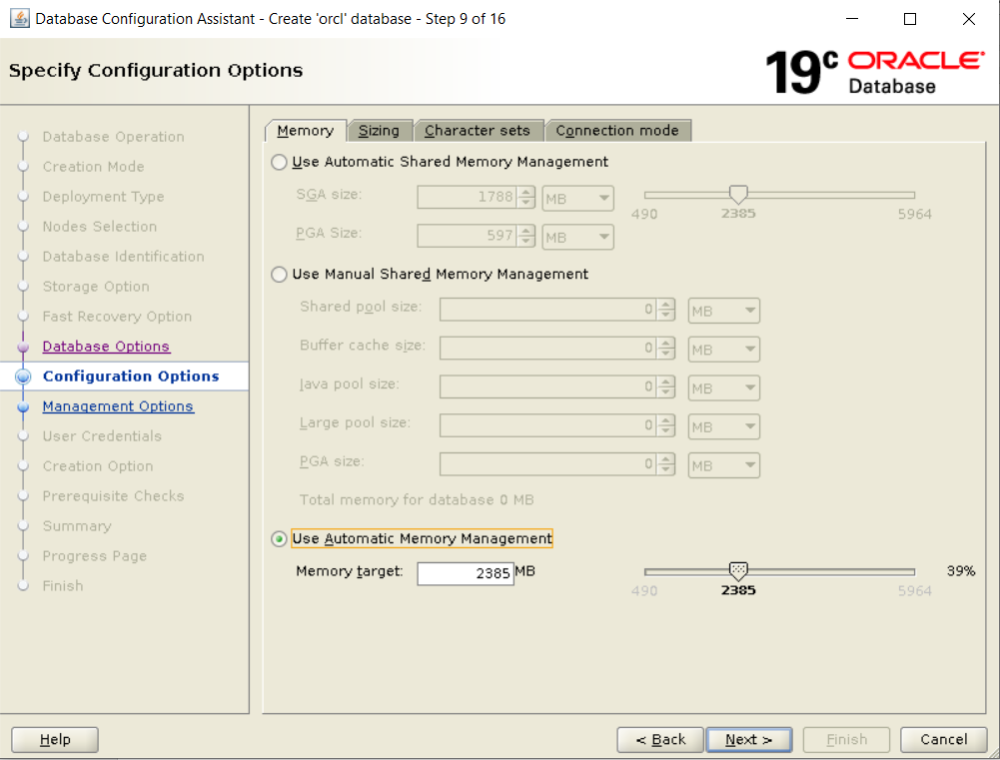 Database Configuration Assistant - Create 'orcl' database - Step 9 of 16
Specify Configuration Options
19c ORACLE
Database
Database Operation
Creation Mode
Deployment Type
Nodes Selection
Database Identification
Storage Option
Fast Recovery Option
Database Options
Configuration Options
Management Options
User Credentials
Creation Option
Prerequisite Checks
Summary
Progress Page
Finish
Memory Sizing Character sets Connection mode
Use Automatic Shared Memory Management
SGA size: 1788 MB
490 2385 5964
PGA Size: 597 MB
Use Manual Shared Memory Management
Shared pool size: 0 MB
Buffer cache size: 0 MB
Java pool size: 0 MB
Large pool size: 0 MB
PGA size: 0 MB
Total memory for database 0 MB
Use Automatic Memory Management
Memory target: 2385 MB 39%
490 2385 5964
Help < Back Next > Finish Cancel